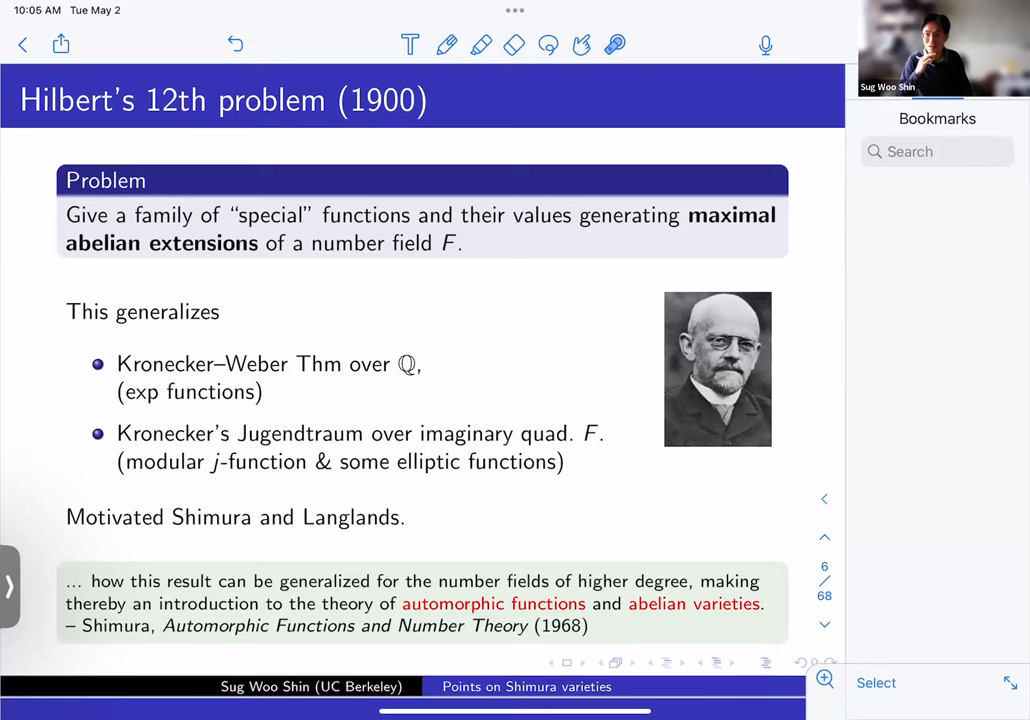 10:05 AM Tue May 2
T
Sug Woo Shin
Hilbert's 12th problem (1900)
Bookmarks
Search
Problem
Give a family of “special” functions and their values generating maximal
abelian extensions of a number field F.
This generalizes
Kronecker–Weber Thm over ℚ,
(exp functions)
Kronecker's Jugendtraum over imaginary quad. F.
(modular j-function & some elliptic functions)
Motivated Shimura and Langlands.
6
/
68
... how this result can be generalized for the number fields of higher degree, making
thereby an introduction to the theory of automorphic functions and abelian varieties.
– Shimura, Automorphic Functions and Number Theory (1968)
Sug Woo Shin (UC Berkeley)
Points on Shimura varieties
Select